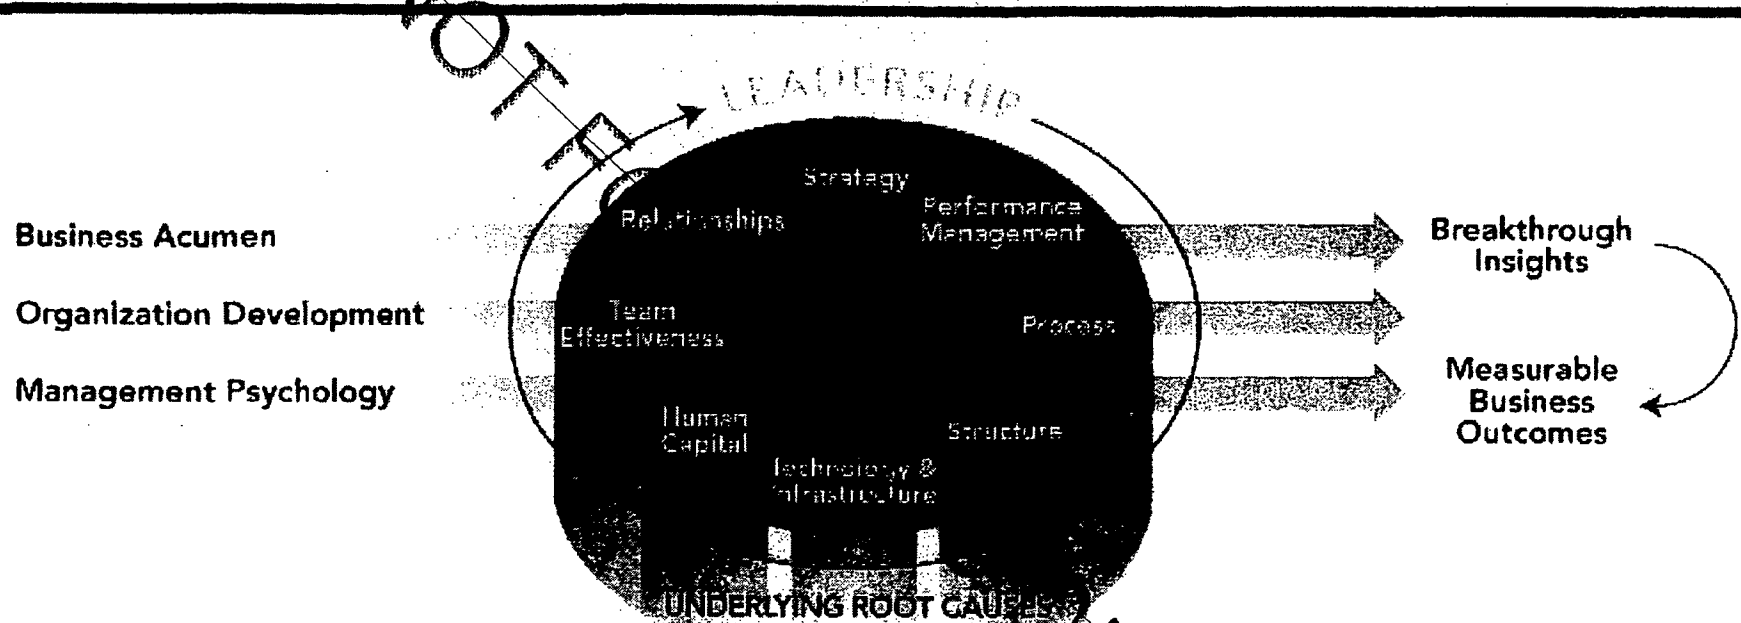 LEADERSHIP
Strategy
Relationships
Performance
Management
Business Acumen
Breakthrough
Insights
Organization Development
Team
Effectiveness
Process
Management Psychology
Measurable
Business
Outcomes
Human
Capital
Structure
Technology &
Infrastructure
UNDERLYING ROOT CAUSES